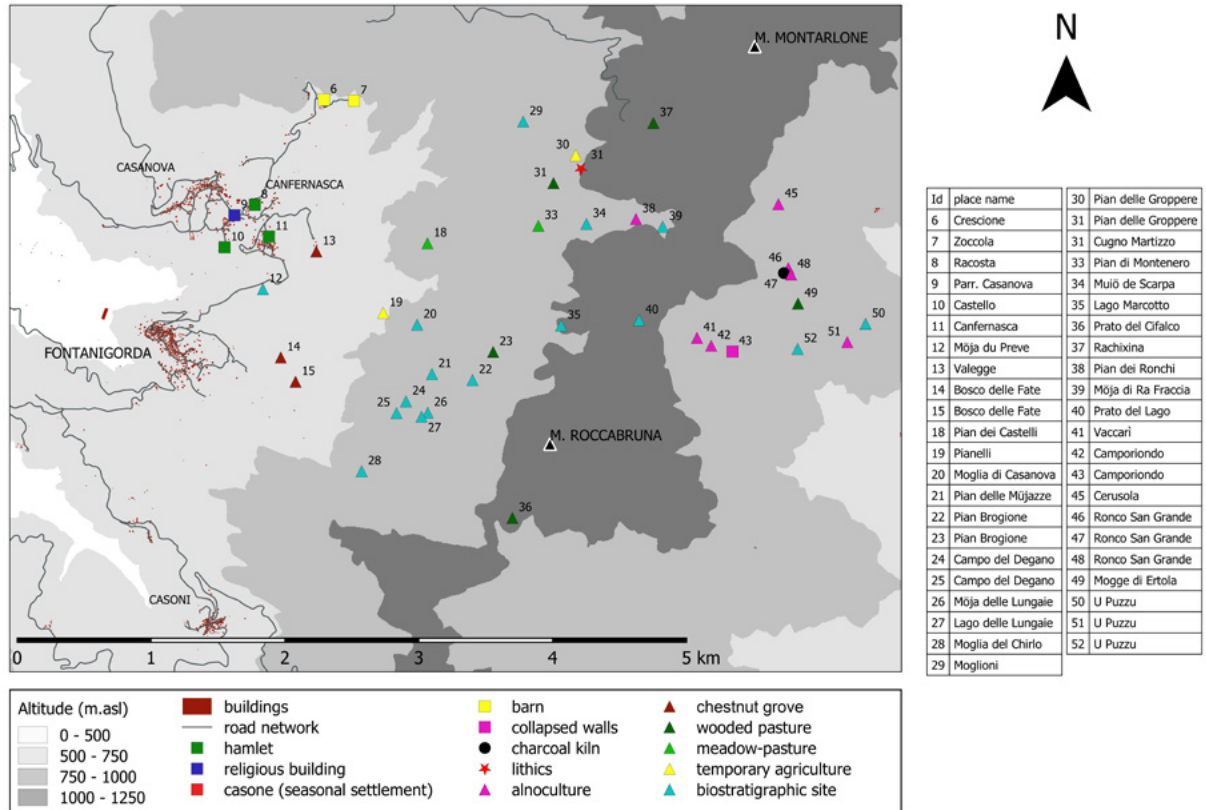 N
M. MONTARLONE
6
7
29
37
30
31
CASANOVA
CANFERNASCA
31
8
9
45
38
33
34
39
10
11
18
13
46
48
12
47
19
49
20
35
40
50
FONTANIGORDA
41
42
43
52
51
14
23
21
22
15
24
25
26
27
M. ROCCABRUNA
28
36
CASONI
0 1 2 3 4 5 km
Id place name
6 Crescione
7 Zoccola
8 Racosta
9 Parr. Casanova
10 Castello
11 Canfernasca
12 Möja du Preve
13 Valegge
14 Bosco delle Fate
15 Bosco delle Fate
18 Pian dei Castelli
19 Pianelli
20 Moglia di Casanova
21 Pian delle Müjazze
22 Pian Brogione
23 Pian Brogione
24 Campo del Degano
25 Campo del Degano
26 Möja delle Lungaie
27 Lago delle Lungaie
28 Moglia del Chirlo
29 Moglioni
30 Pian delle Groppere
31 Pian delle Groppere
31 Cugno Martizzo
33 Pian di Montenero
34 Muiö de Scarpa
35 Lago Marcotto
36 Prato del Cifalco
37 Rachixina
38 Pian dei Ronchi
39 Möja di Ra Fraccia
40 Prato del Lago
41 Vaccarì
42 Camporiondo
43 Camporiondo
45 Cerusola
46 Ronco San Grande
47 Ronco San Grande
48 Ronco San Grande
49 Mogge di Ertola
50 U Puzzu
51 U Puzzu
52 U Puzzu
Altitude (m.asl)
0 - 500
500 - 750
750 - 1000
1000 - 1250
buildings
road network
hamlet
religious building
casone (seasonal settlement)
barn
collapsed walls
charcoal kiln
lithics
alnoculture
chestnut grove
wooded pasture
meadow-pasture
temporary agriculture
biostratigraphic site